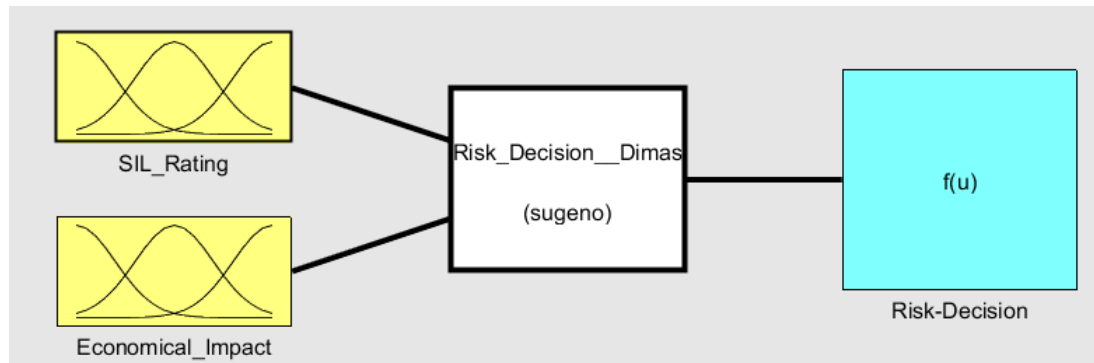 SIL_Rating
Economical_Impact
Risk_Decision__Dimas
(sugeno)
f(u)
Risk-Decision